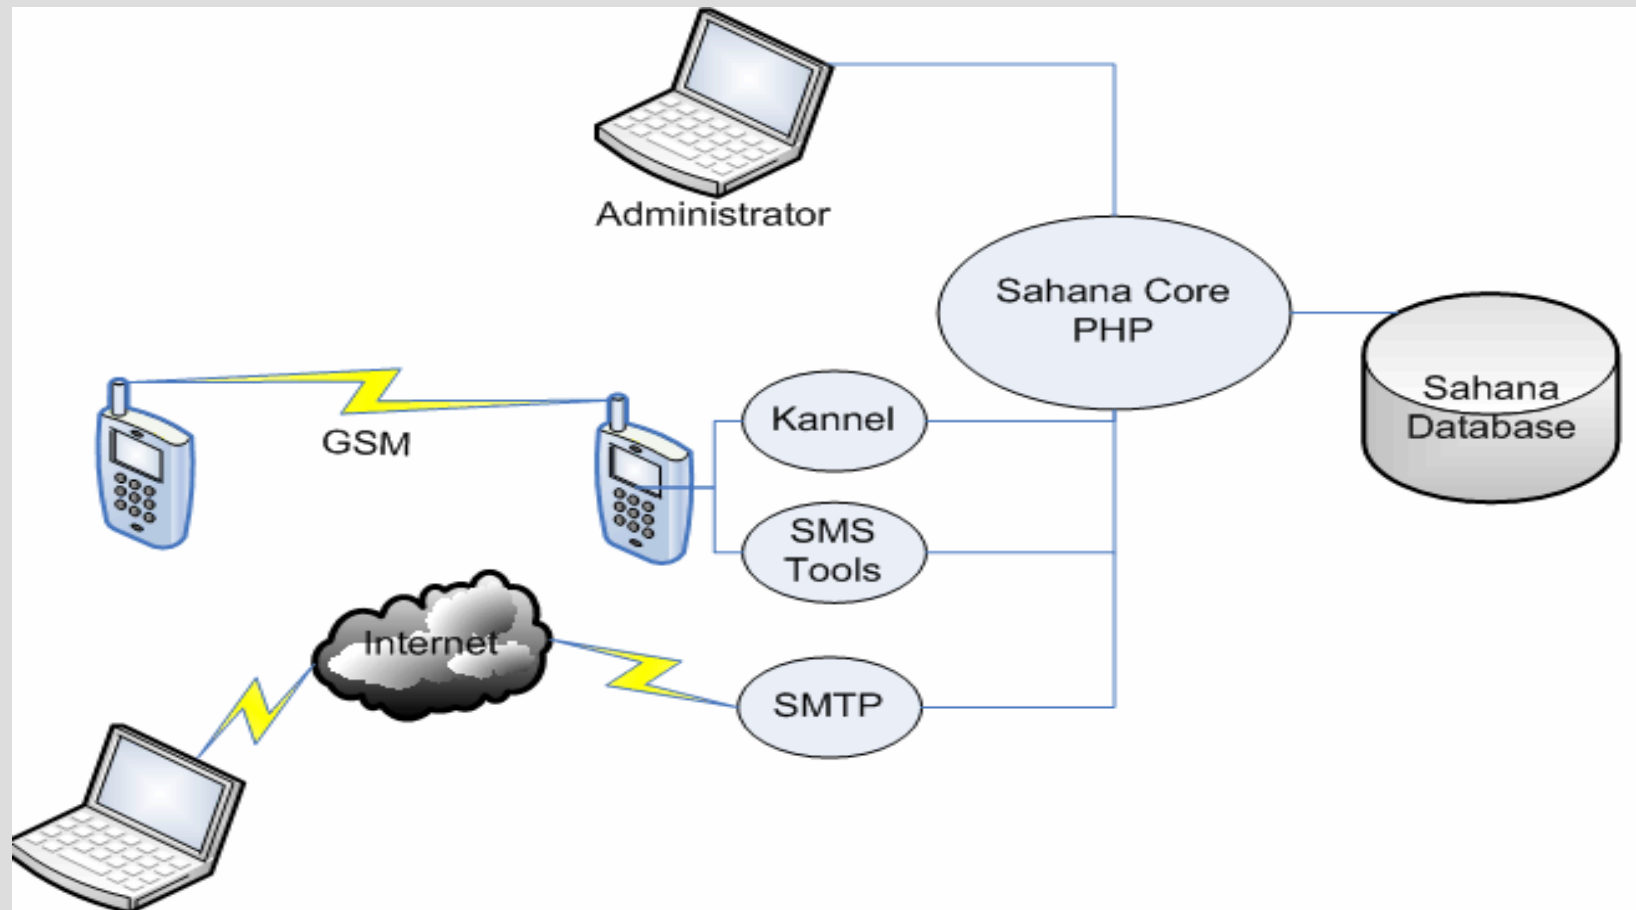 Administrator
Sahana Core
PHP
Sahana
Database
Kannel
GSM
SMS
Tools
Internet
SMTP